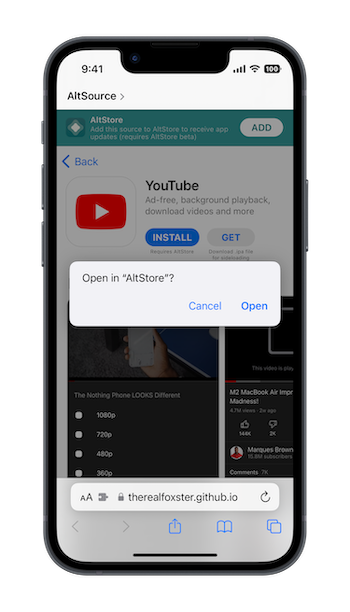 9:41
100
AltSource >
AltStore
Add this source to AltStore to receive app
updates (requires AltStore beta)
ADD
Back
YouTube
Ad-free, background playback,
download videos and more
INSTALL
GET
Requires AltStore
Download .ipa file
for sideloading
Open in “AltStore”?
Cancel
Open
The Nothing Phone LOOKS Different
1080p
720p
480p
360p
This video is play
M2 MacBook Air Impr
Madness!
4.7M views · 3w ago
144K
2K
Marques Brown
15.8M subscribers
Comments 7K
AA
therealfoxster.github.io